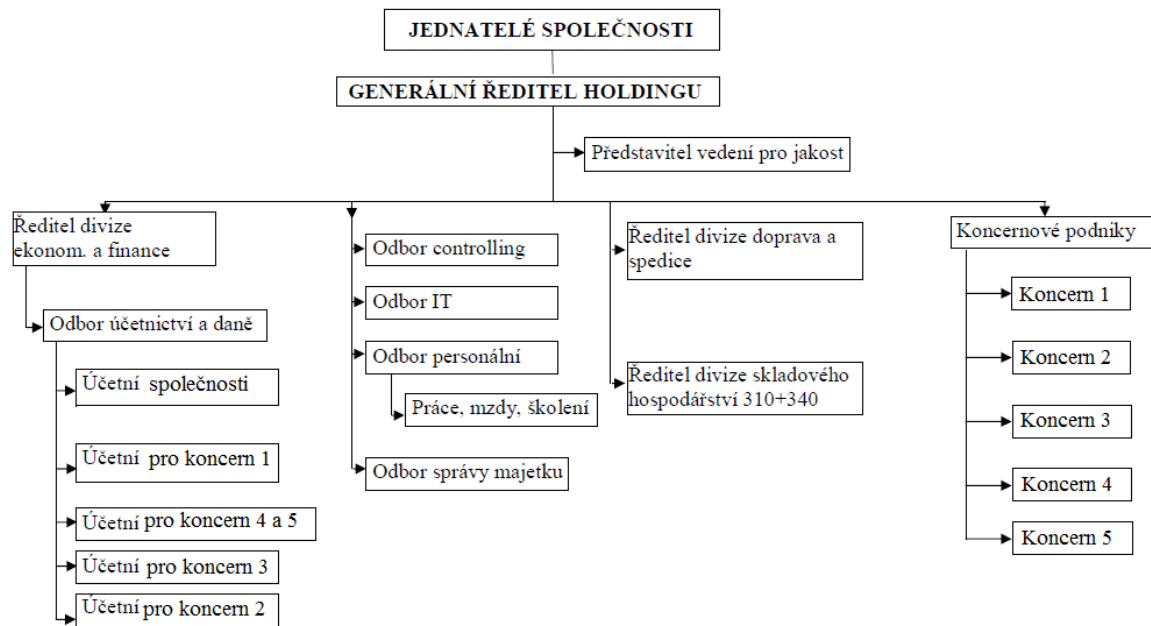 JEDNATELÉ SPOLEČNOSTI
GENERÁLNÍ ŘEDITEL HOLDINGU
Představitel vedení pro jakost
Ředitel divize
ekonom. a finance
Odbor účetnictví a daně
Účetní společnosti
Účetní pro koncern 1
Účetní pro koncern 4 a 5
Účetní pro koncern 3
Účetní pro koncern 2
Odbor controlling
Odbor IT
Odbor personální
Práce, mzdy, školení
Odbor správy majetku
Ředitel divize doprava a
spedice
Ředitel divize skladového
hospodářství 310+340
Koncernové podniky
Koncern 1
Koncern 2
Koncern 3
Koncern 4
Koncern 5